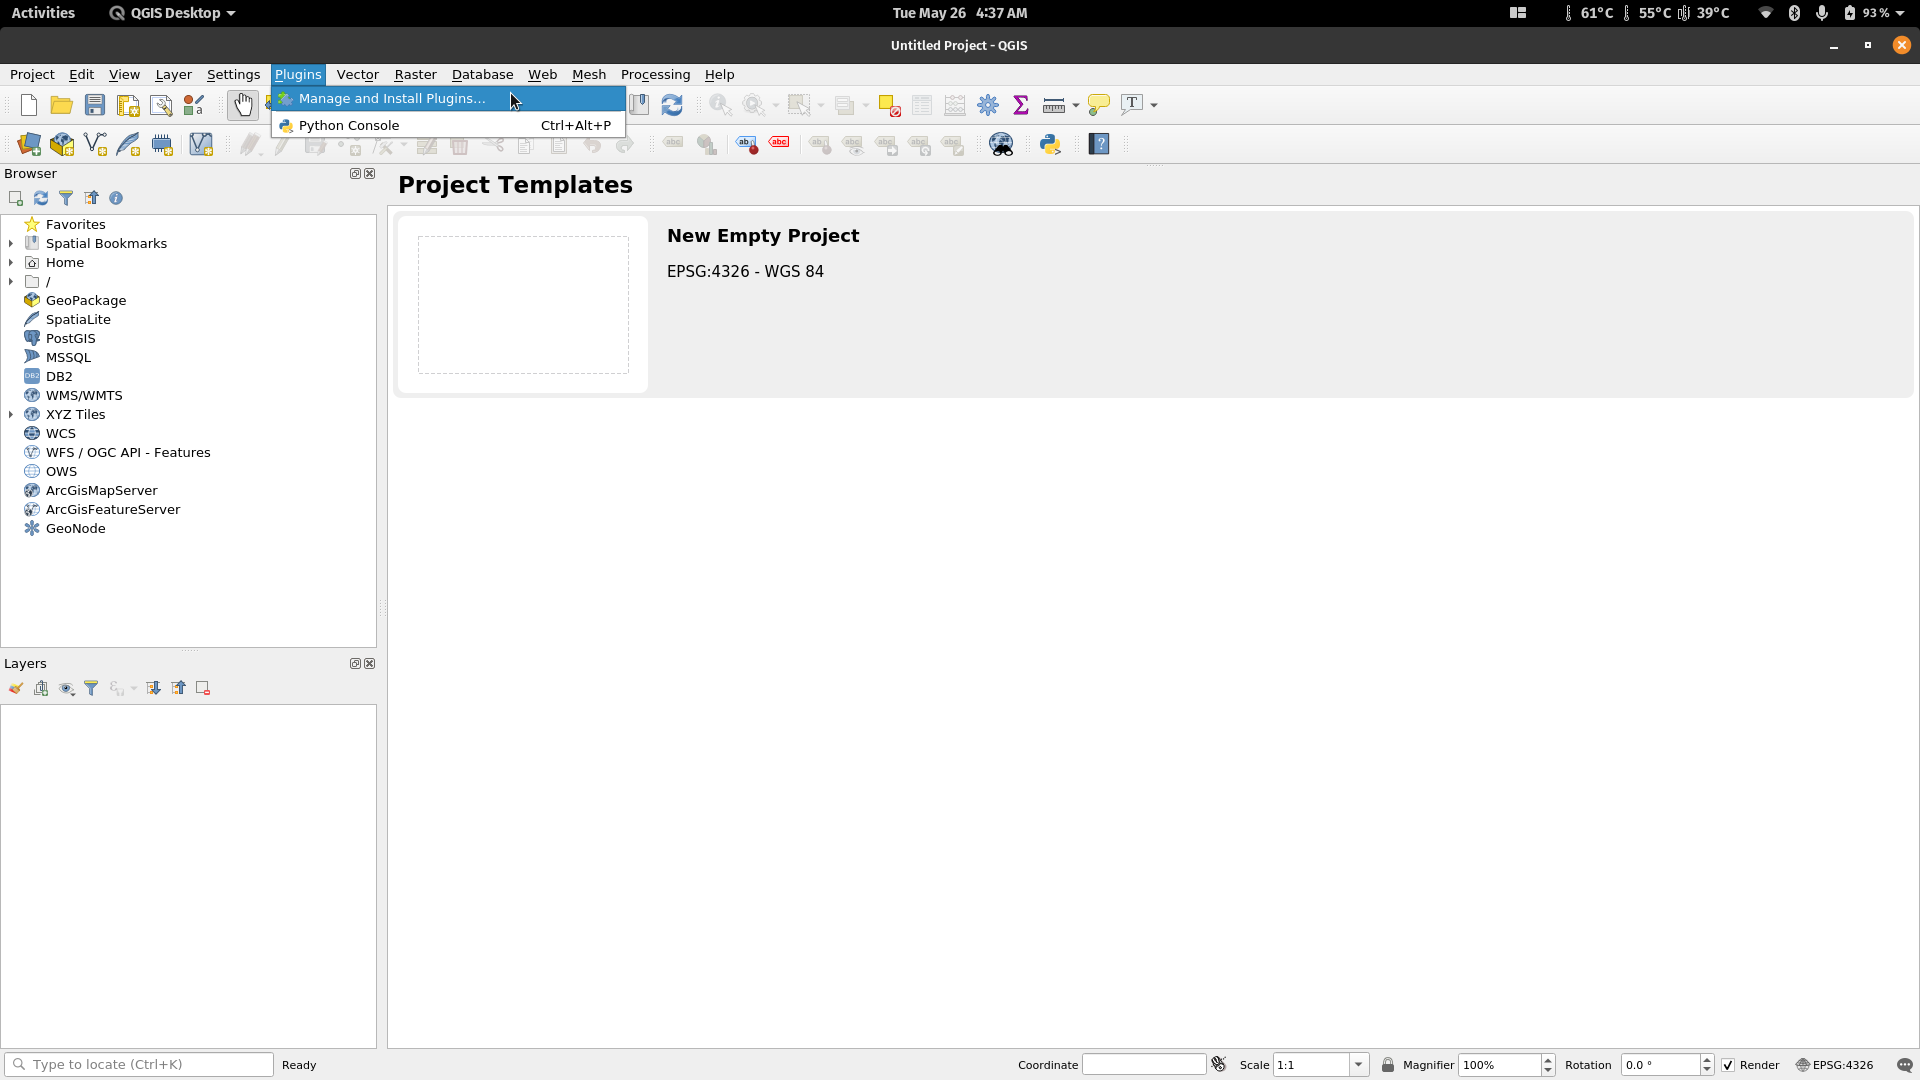 Activities QGIS Desktop Tue May 26 4:37 AM 61°C 55°C 39°C 93 %
Untitled Project - QGIS
Project Edit View Layer Settings Plugins Vector Raster Database Web Mesh Processing Help
Manage and Install Plugins...
Python Console Ctrl+Alt+P
Browser
Project Templates
Favorites
Spatial Bookmarks
Home
/
GeoPackage
SpatiaLite
PostGIS
MSSQL
DB2
WMS/WMTS
XYZ Tiles
WCS
WFS / OGC API - Features
OWS
ArcGisMapServer
ArcGisFeatureServer
GeoNode
New Empty Project
EPSG:4326 - WGS 84
Layers
Type to locate (Ctrl+K) Ready Coordinate Scale 1:1 Magnifier 100% Rotation 0.0 ° Render EPSG:4326